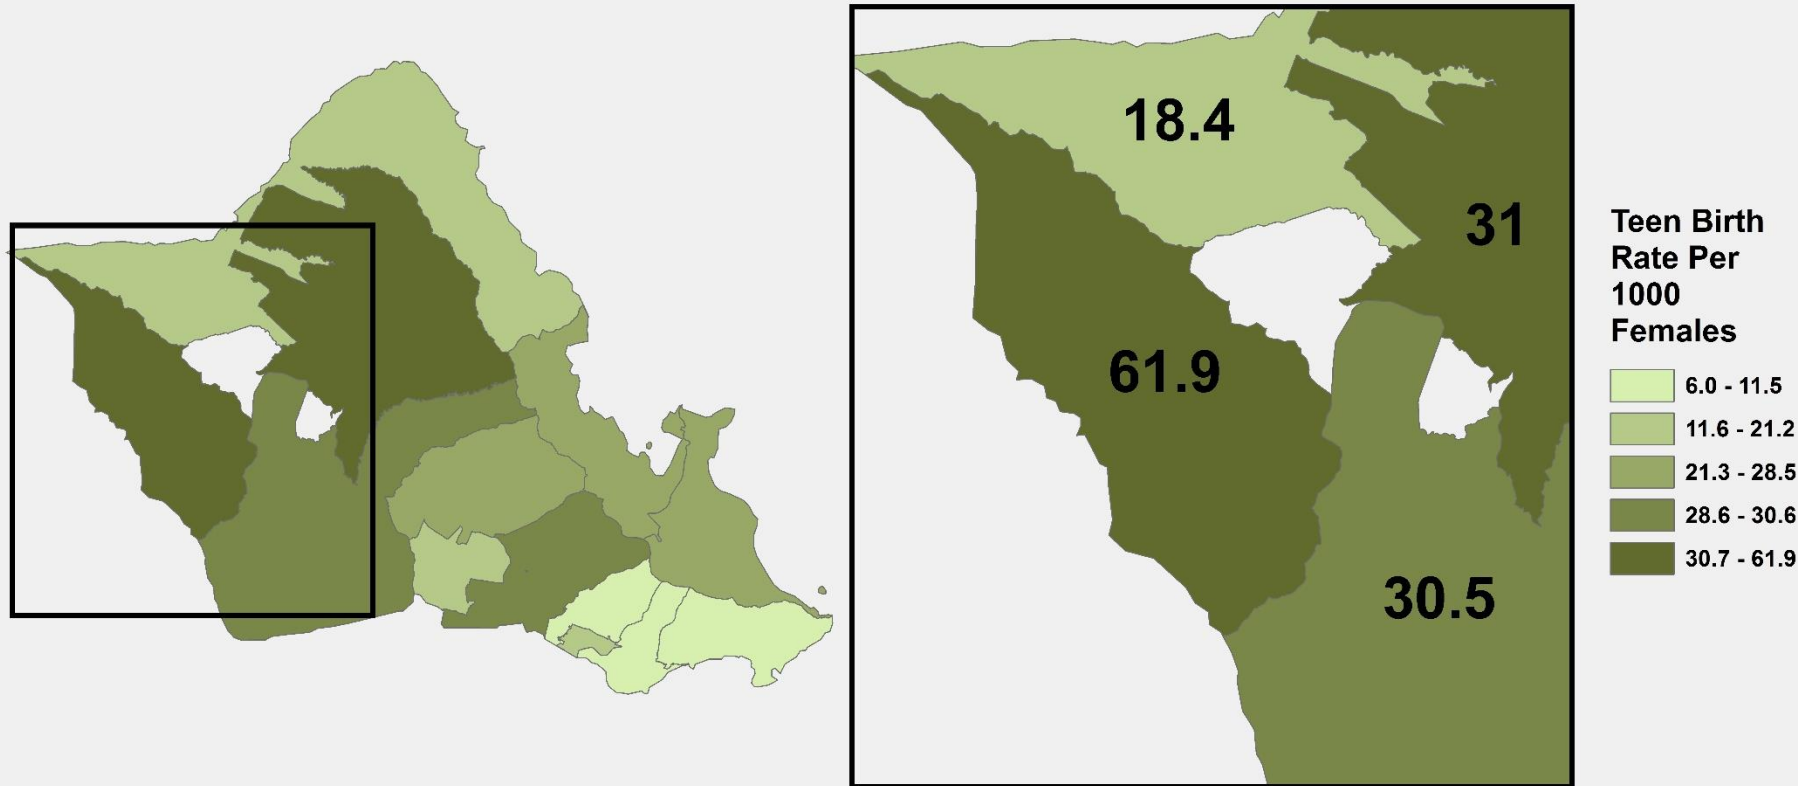 18.4
31
61.9
30.5
Teen Birth
Rate Per
1000
Females
6.0 - 11.5
11.6 - 21.2
21.3 - 28.5
28.6 - 30.6
30.7 - 61.9